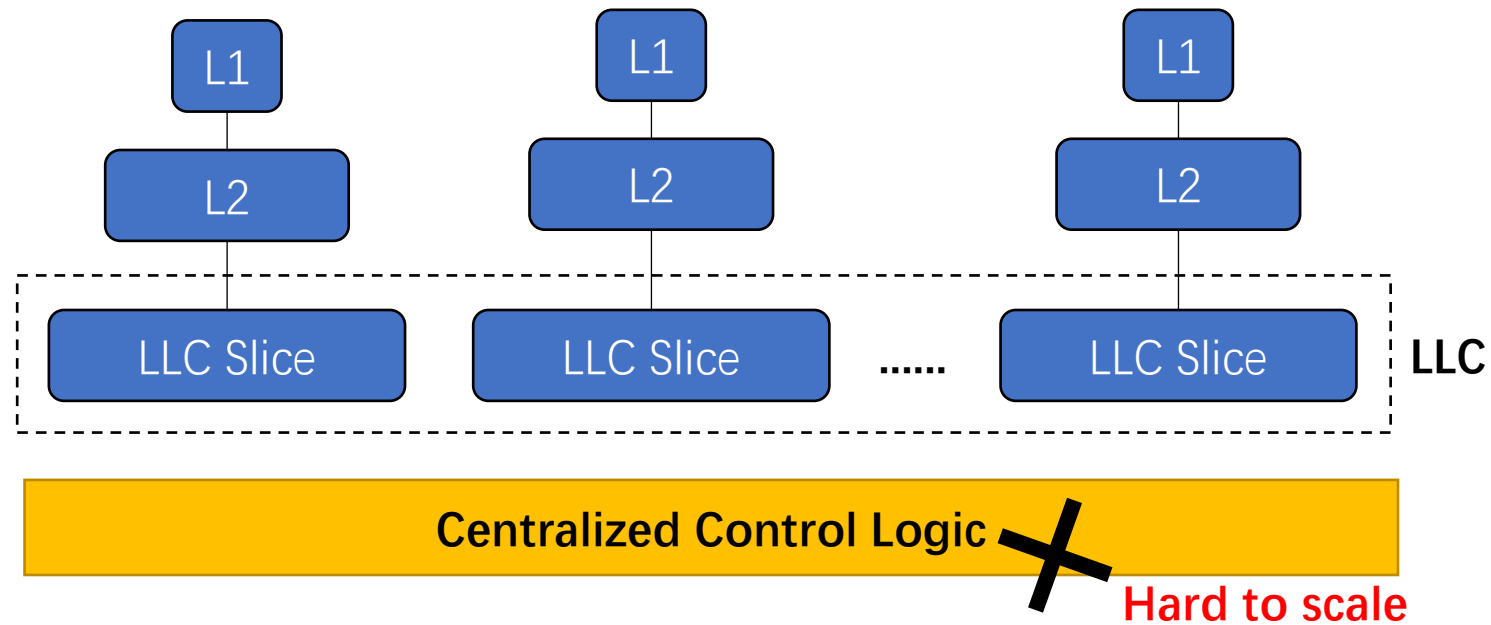 L1
L1
L1
L2
L2
L2
LLC Slice
LLC Slice
......
LLC Slice
LLC
Centralized Control Logic
Hard to scale